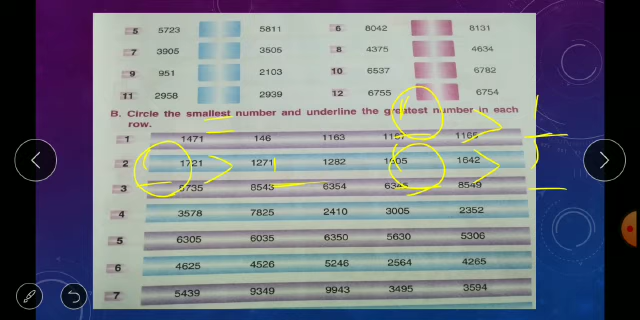 5 5723 5811 6 8042 8131
7 3905 3505 8 4375 4634
9 951 2103 10 6537 6782
11 2958 2939 12 6755 6754
B. Circle the smallest number and underline the greatest number in each
row.
1 1471 146 1163 1165
2 1721 1271 1282 1605 1642
3 8543 6354 6345 8549
4 3578 7825 2410 3005 2352
5 6305 6035 6350 5630 5306
6 4625 4526 5246 2564 4265
7 5439 9349 9943 3495 3594